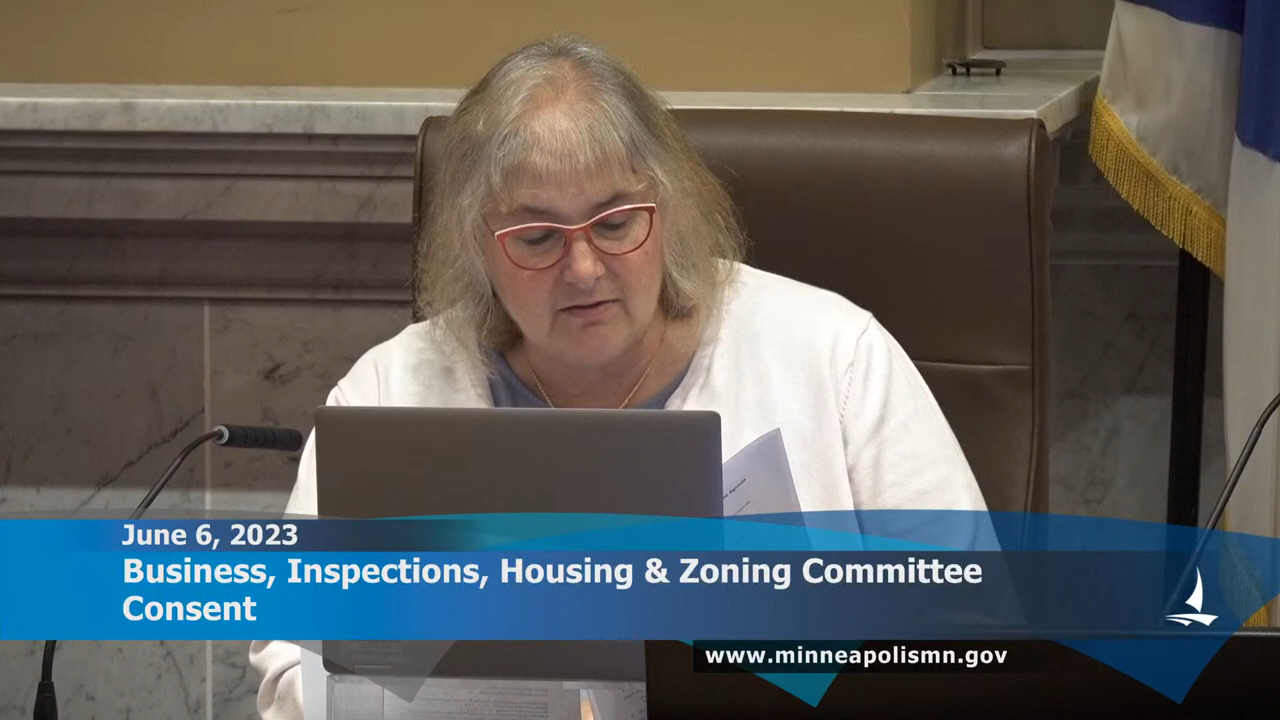 June 6, 2023
Business, Inspections, Housing & Zoning Committee
Consent
www.minneapolismn.gov